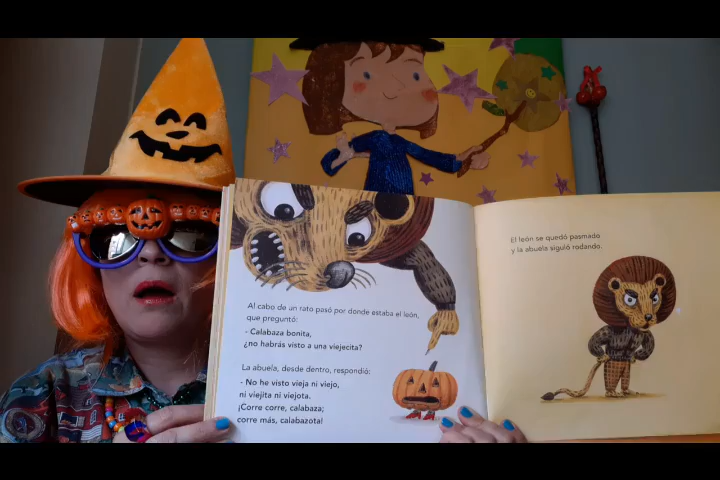 Al cabo de un rato pasó por donde estaba el león,
que preguntó:
- Calabaza bonita,
¿no habrás visto a una viejecita?
La abuela, desde dentro, respondió:
- No he visto vieja ni viejo,
ni viejita ni viejota.
¡Corre corre, calabaza;
corre más, calabazota!
El león se quedó pasmado
y la abuela siguió rodando.